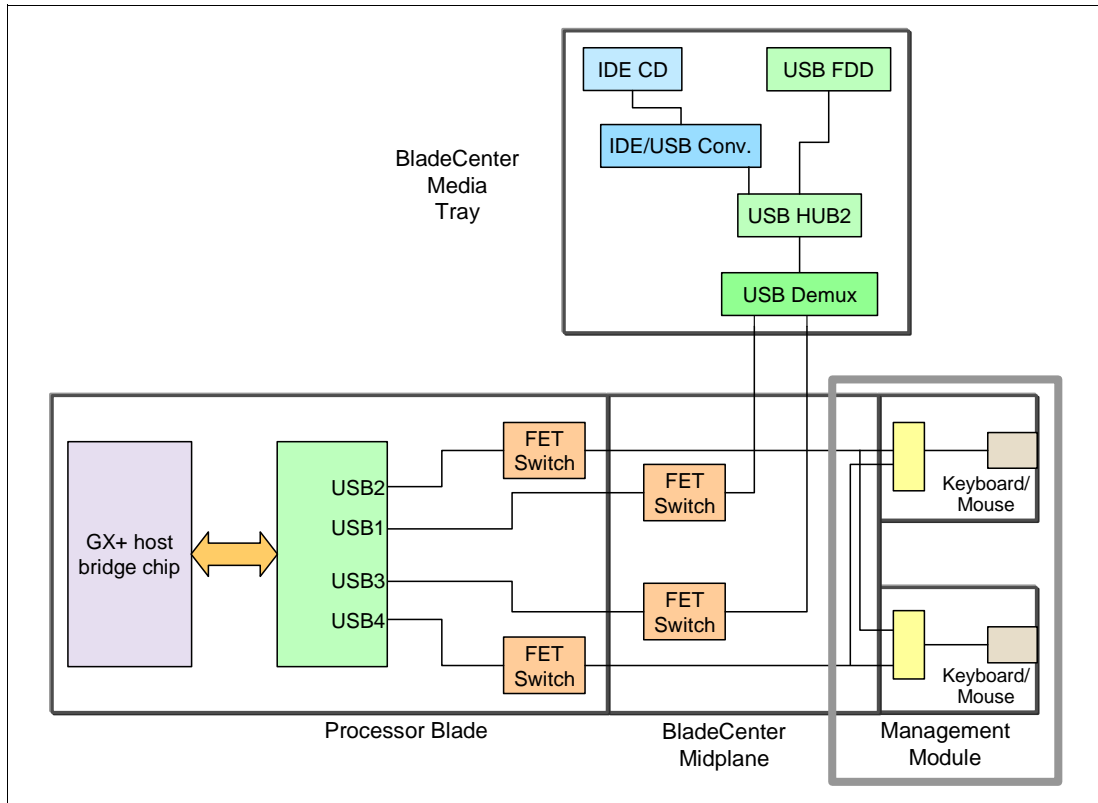 IDE CD
USB FDD
IDE/USB Conv.
BladeCenter
Media
Tray
USB HUB2
USB Demux
FET
Switch
USB2
FET
Switch
Keyboard/
Mouse
USB1
GX+ host
bridge chip
USB3
FET
Switch
USB4
FET
Switch
Keyboard/
Mouse
Processor Blade
BladeCenter
Midplane
Management
Module